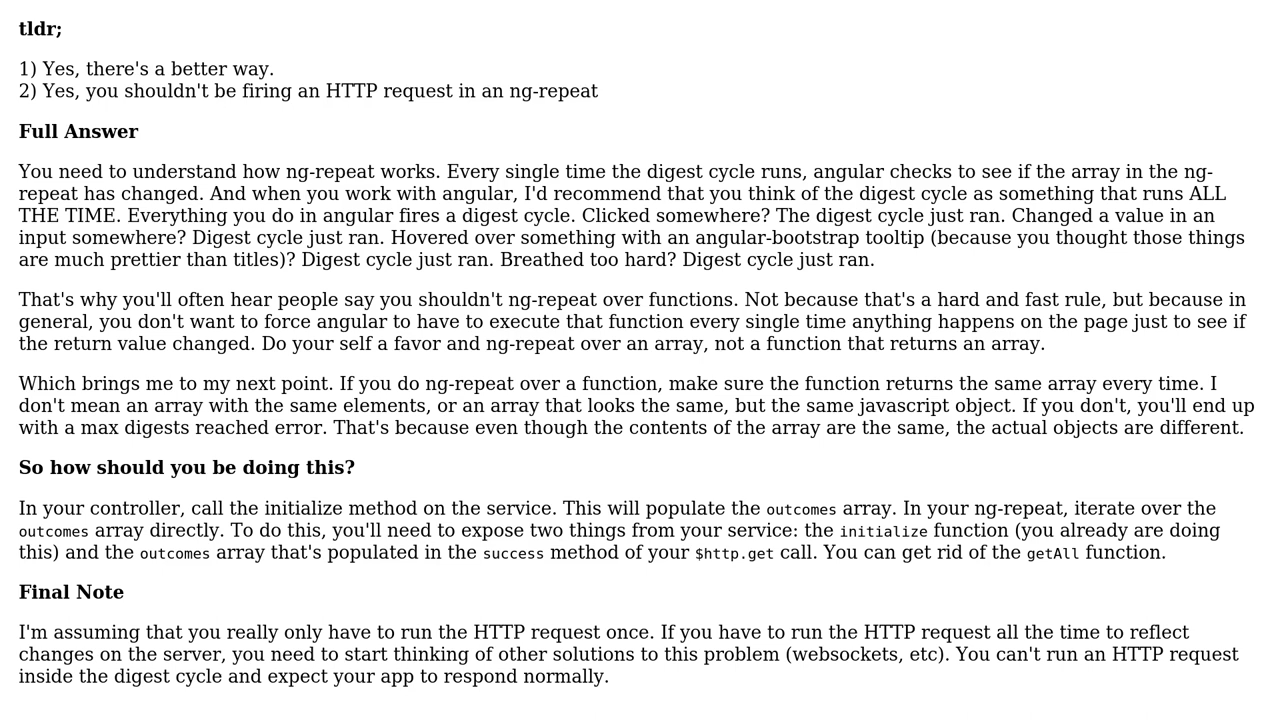 tldr;
1) Yes, there's a better way.
2) Yes, you shouldn't be firing an HTTP request in an ng-repeat
Full Answer
You need to understand how ng-repeat works. Every single time the digest cycle runs, angular checks to see if the array in the ng-
repeat has changed. And when you work with angular, I'd recommend that you think of the digest cycle as something that runs ALL
THE TIME. Everything you do in angular fires a digest cycle. Clicked somewhere? The digest cycle just ran. Changed a value in an
input somewhere? Digest cycle just ran. Hovered over something with an angular-bootstrap tooltip (because you thought those things
are much prettier than titles)? Digest cycle just ran. Breathed too hard? Digest cycle just ran.
That's why you'll often hear people say you shouldn't ng-repeat over functions. Not because that's a hard and fast rule, but because in
general, you don't want to force angular to have to execute that function every single time anything happens on the page just to see if
the return value changed. Do your self a favor and ng-repeat over an array, not a function that returns an array.
Which brings me to my next point. If you do ng-repeat over a function, make sure the function returns the same array every time. I
don't mean an array with the same elements, or an array that looks the same, but the same javascript object. If you don't, you'll end up
with a max digests reached error. That's because even though the contents of the array are the same, the actual objects are different.
So how should you be doing this?
In your controller, call the initialize method on the service. This will populate the outcomes array. In your ng-repeat, iterate over the
outcomes array directly. To do this, you'll need to expose two things from your service: the initialize function (you already are doing
this) and the outcomes array that's populated in the success method of your $http.get call. You can get rid of the getAll function.
Final Note
I'm assuming that you really only have to run the HTTP request once. If you have to run the HTTP request all the time to reflect
changes on the server, you need to start thinking of other solutions to this problem (websockets, etc). You can't run an HTTP request
inside the digest cycle and expect your app to respond normally.